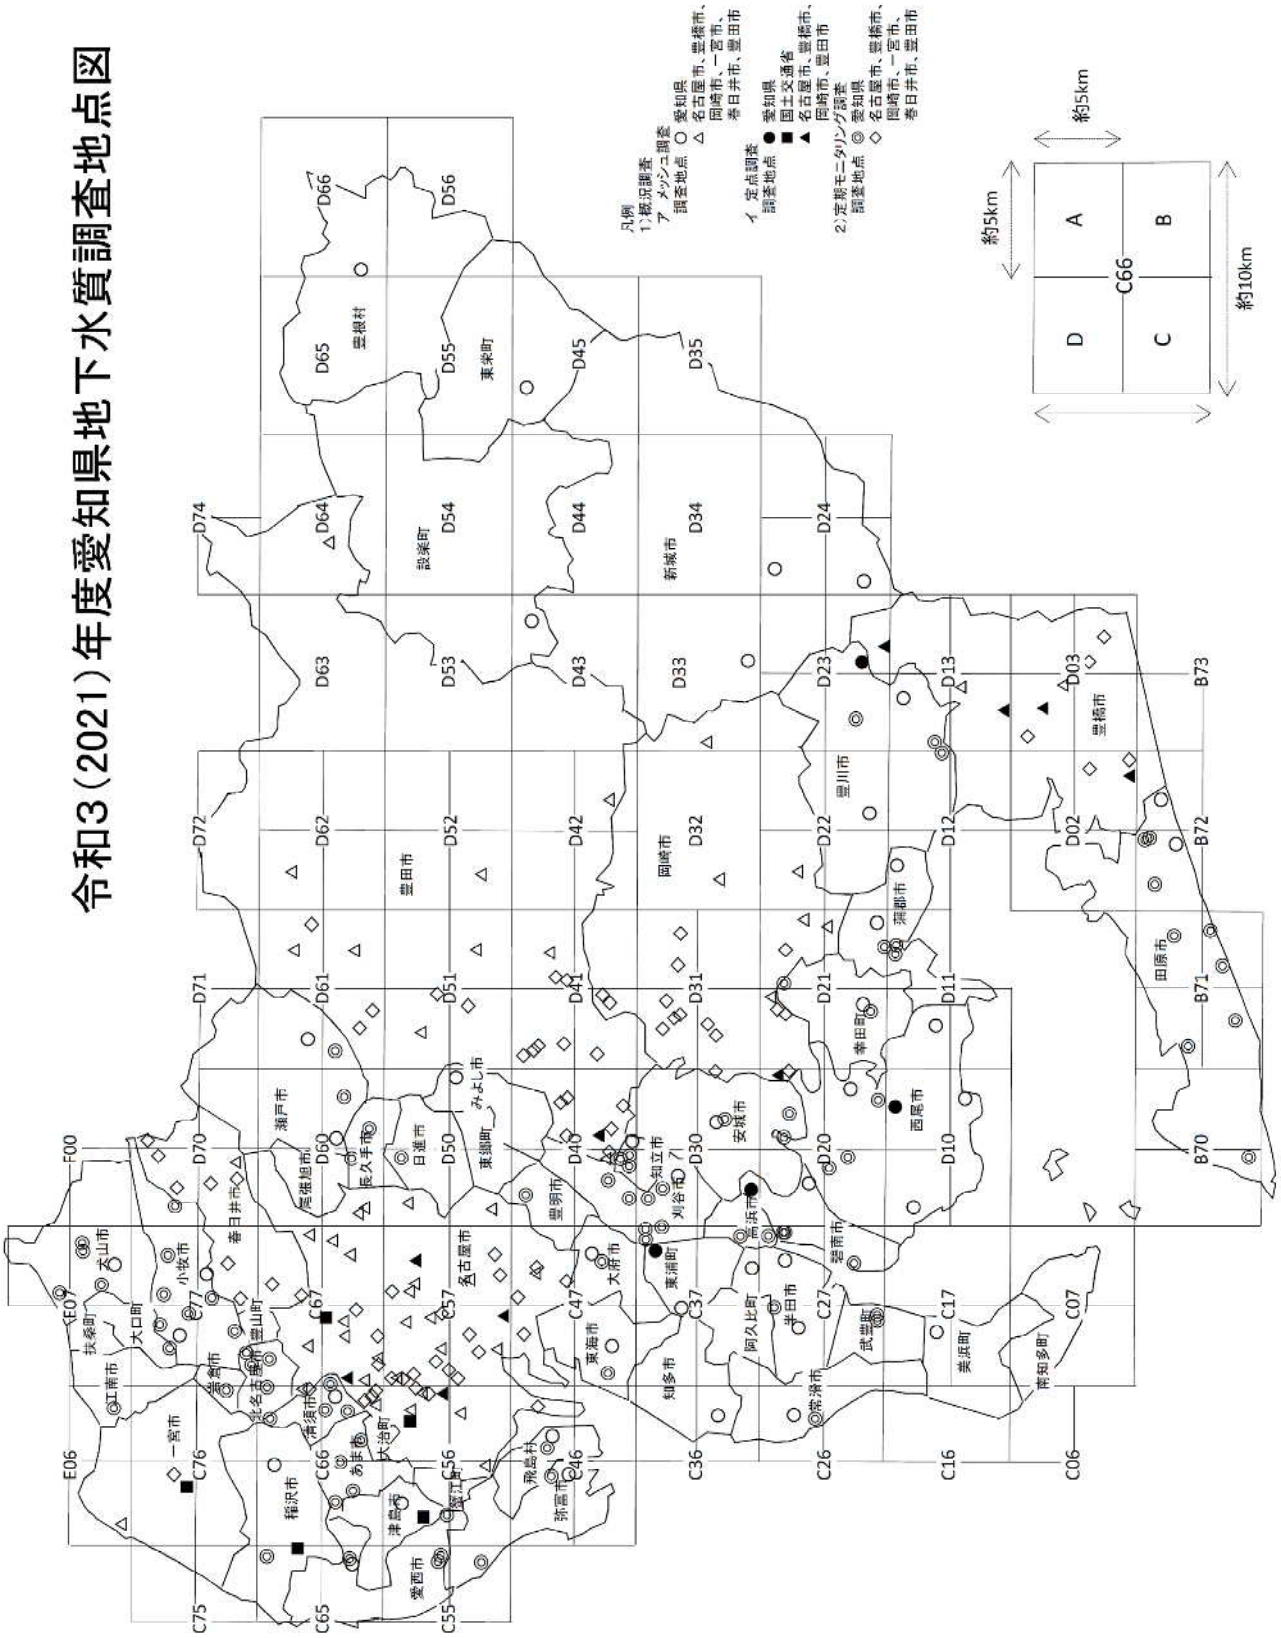 令和3(2021)年度愛知県地下水質調査地点図
凡例
1)概況調査
ア メッシュ調査
調査地点 ○ 愛知県
△ 名古屋市、豊橋市、
岡崎市、一宮市、
春日井市、豊田市
イ 定点調査
調査地点 ● 愛知県
■ 国土交通省
▲ 名古屋市、豊橋市、
岡崎市、豊田市
2)定期モニタリング調査
調査地点 ◎ 愛知県
◇ 名古屋市、豊橋市、
岡崎市、一宮市、
春日井市、豊田市
約5km
約5km
D
A
C66
C
B
約10km
D74
D64
D65
D66
D54
D55
D56
D44
D45
D34
D35
D24
D63
D53
D43
D33
D23
D13
D03
B73
D72
D62
D52
D42
D32
D22
D12
D02
B72
D71
D61
D51
D41
D31
D21
D11
B71
F00
D70
D60
D50
D40
D30
D20
D10
B70
E07
C77
C67
C57
C47
C37
C27
C17
C07
E06
C76
C66
C56
C46
C36
C26
C16
C06
C75
C65
C55
豊根村
東栄町
設楽町
新城市
豊田市
岡崎市
豊川市
豊橋市
蒲郡市
田原市
幸田町
西尾市
瀬戸市
尾張旭市
長久手市
日進市
みよし市
東郷町
豊明市
知立市
刈谷市
安城市
高浜市
碧南市
犬山市
小牧市
春日井市
扶桑町
大口町
江南市
岩倉市
豊山町
北名古屋市
名古屋市
清須市
一宮市
稲沢市
あま市
大治町
津島市
愛西市
蟹江町
飛島村
弥富市
大府市
東海市
東浦町
知多市
阿久比町
半田市
常滑市
武豊町
美浜町
南知多町